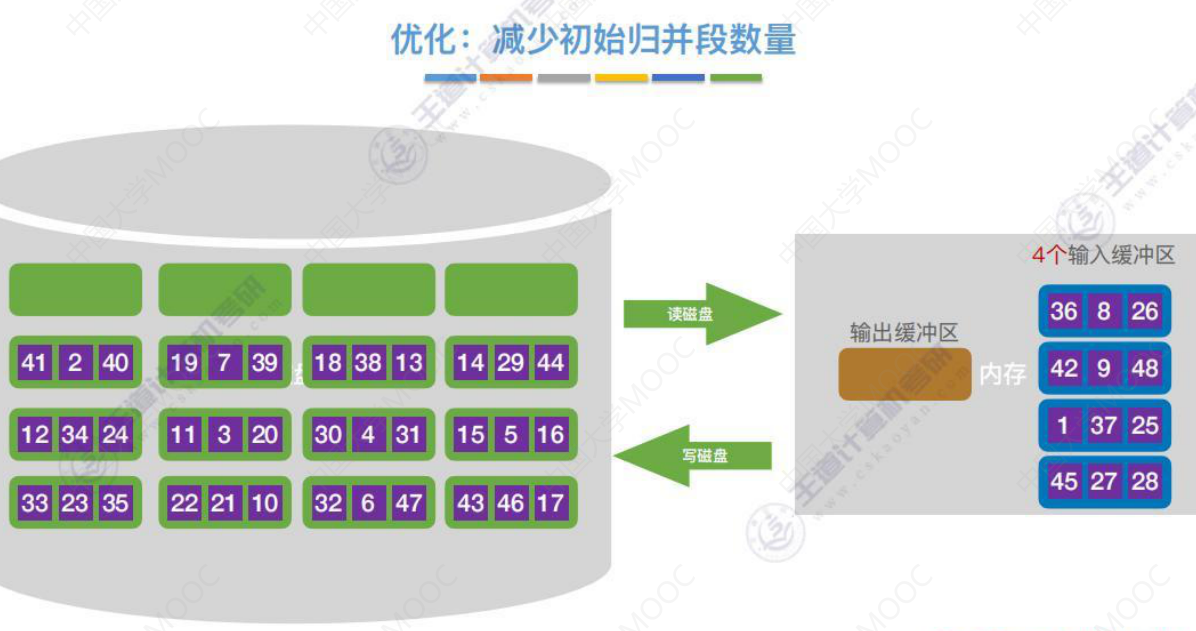 优化：减少初始归并段数量
4个输入缓冲区
36 8 26
读磁盘
输出缓冲区
41 2 40 19 7 39 18 38 13 14 29 44
内存
42 9 48
12 34 24 11 3 20 30 4 31 15 5 16
1 37 25
写磁盘
45 27 28
33 23 35 22 21 10 32 6 47 43 46 17
王道计算机考研
www.cskaoyan.com
中国大学MOOC